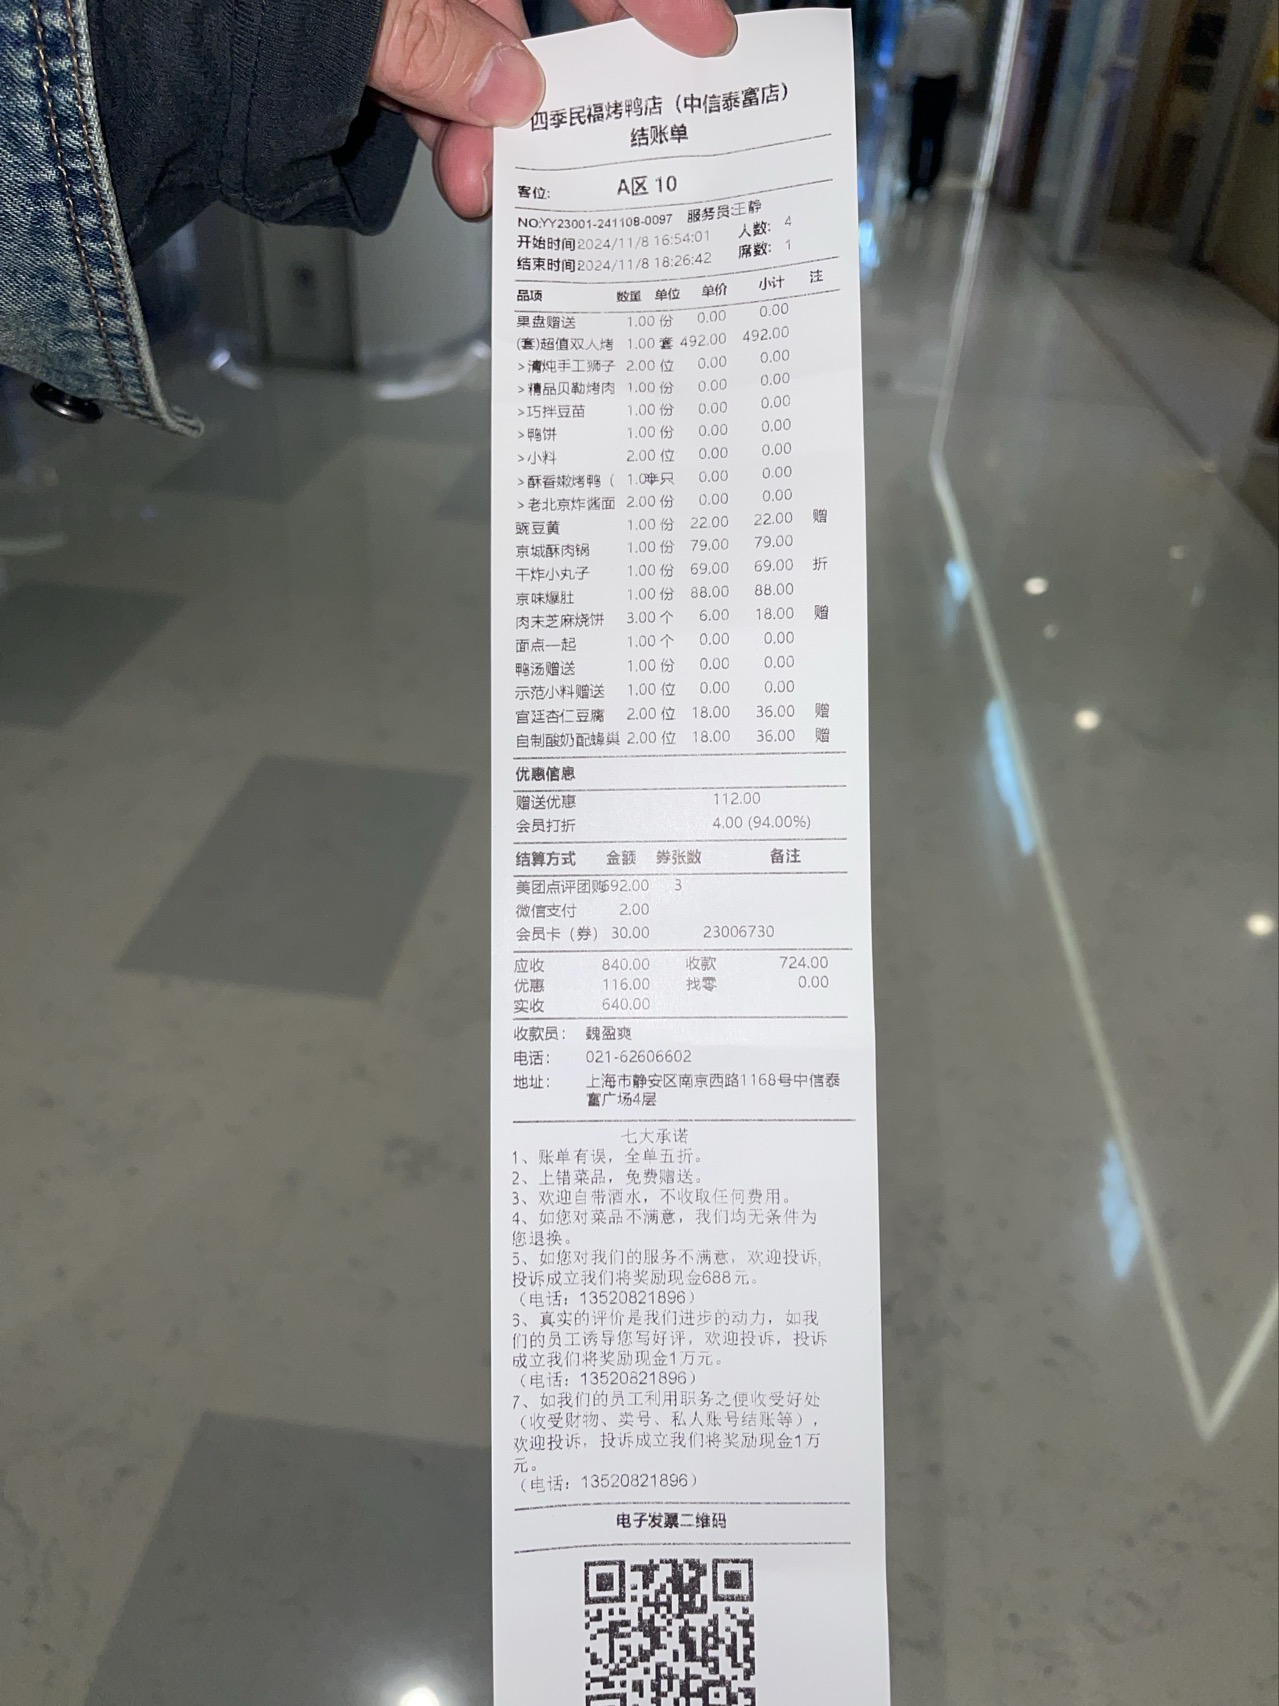 四季民福烤鸭店（中信泰富店）
结账单
客位: A区 10
NO:YY23001-241108-0097 服务员:王静
开始时间2024/11/8 16:54:01 人数: 4
结束时间2024/11/8 18:26:42 席数: 1
品项 数量 单位 单价 小计 注
果盘赠送 1.00 份 0.00 0.00
(套)超值双人烤 1.00 套 492.00 492.00
>清炖手工狮子 2.00 位 0.00 0.00
>精品贝勒烤肉 1.00 份 0.00 0.00
>巧拌豆苗 1.00 份 0.00 0.00
>鸭饼 1.00 份 0.00 0.00
>小料 2.00 位 0.00 0.00
>酥香嫩烤鸭（ 1.0 只 0.00 0.00
>老北京炸酱面 2.00 份 0.00 0.00
豌豆黄 1.00 份 22.00 22.00 赠
京城酥肉锅 1.00 份 79.00 79.00
干炸小丸子 1.00 份 69.00 69.00 折
京味爆肚 1.00 份 88.00 88.00
肉末芝麻烧饼 3.00 个 6.00 18.00 赠
面点一起 1.00 个 0.00 0.00
鸭汤赠送 1.00 份 0.00 0.00
示范小料赠送 1.00 位 0.00 0.00
宫廷杏仁豆腐 2.00 位 18.00 36.00 赠
自制酸奶配蜂巢 2.00 位 18.00 36.00 赠
优惠信息
赠送优惠 112.00
会员打折 4.00 (94.00%)
结算方式 金额 券张数 备注
美团点评团购692.00 3
微信支付 2.00
会员卡（券） 30.00 23006730
应收 840.00 收款 724.00
优惠 116.00 找零 0.00
实收 640.00
收款员: 魏盈爽
电话: 021-62606602
地址: 上海市静安区南京西路1168号中信泰
富广场4层
七大承诺
1、账单有误，全单五折。
2、上错菜品，免费赠送。
3、欢迎自带酒水，不收取任何费用。
4、如您对菜品不满意，我们均无条件为
您退换。
5、如您对我们的服务不满意，欢迎投诉，
投诉成立我们将奖励现金688元。
（电话：13520821896）
6、真实的评价是我们进步的动力，如我
们的员工诱导您写好评，欢迎投诉，投诉
成立我们将奖励现金1万元。
（电话：13520821896）
7、如我们的员工利用职务之便收受好处
（收受财物、卖号、私人账号结账等），
欢迎投诉，投诉成立我们将奖励现金1万
元。
（电话：13520821896）
电子发票二维码